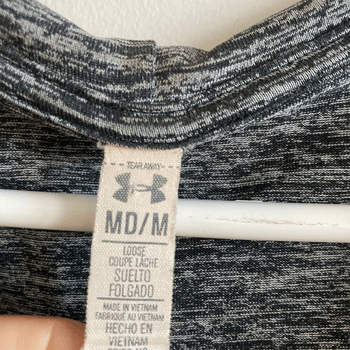 TEAR AWAY
MD/M
LOOSE
COUPE LÂCHE
SUELTO
FOLGADO
MADE IN VIETNAM
FABRIQUÉ AU VIETNAM
HECHO EN
VIETNAM